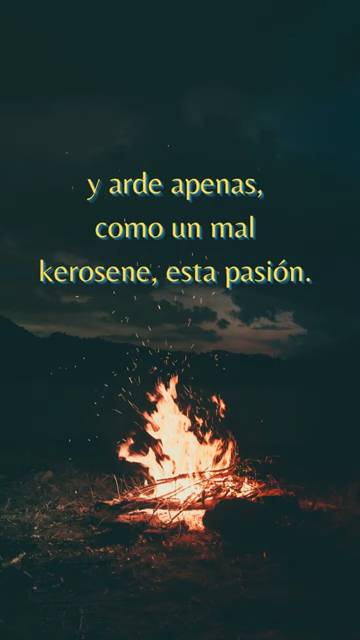 y arde apenas,
como un mal
kerosene, esta pasión.